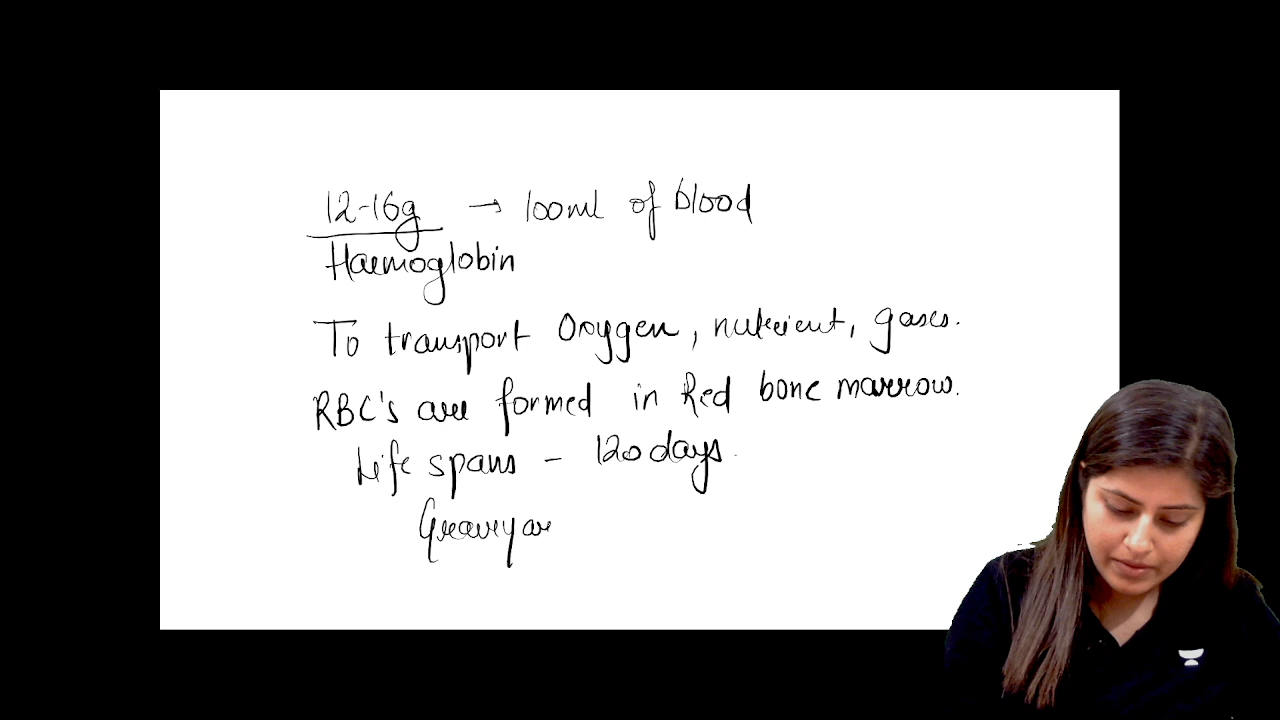 12-16g → 100ml of blood
Haemoglobin
To transport Oxygen, nutrient, gases.
RBC's are formed in Red bone marrow.
Life spans - 120 days.
Graveyar